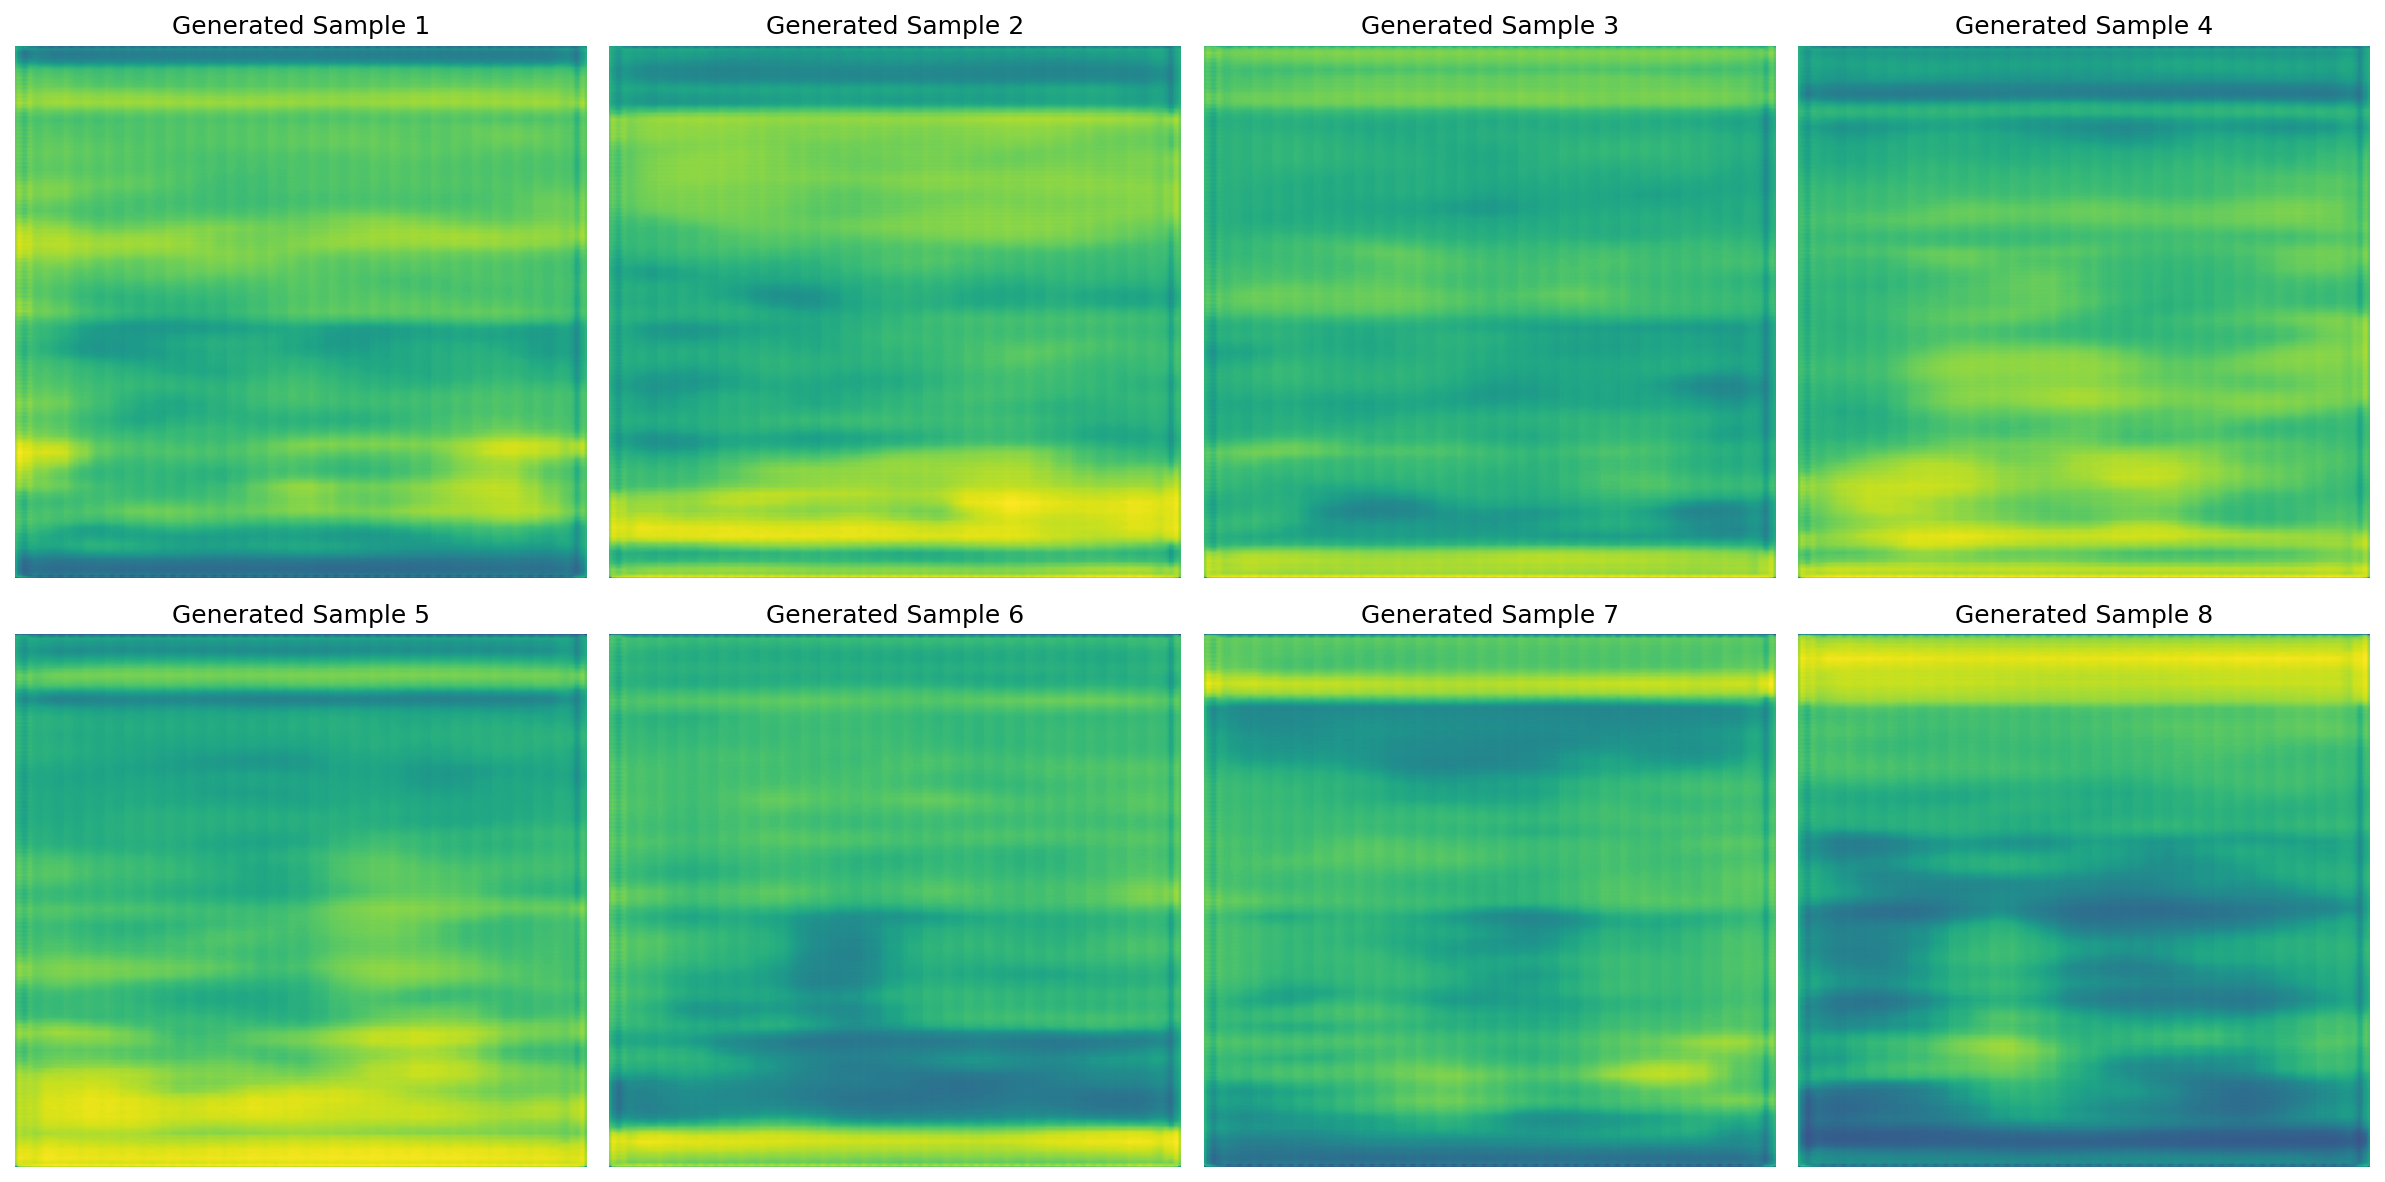 Generated Sample 1
Generated Sample 2
Generated Sample 3
Generated Sample 4
Generated Sample 5
Generated Sample 6
Generated Sample 7
Generated Sample 8